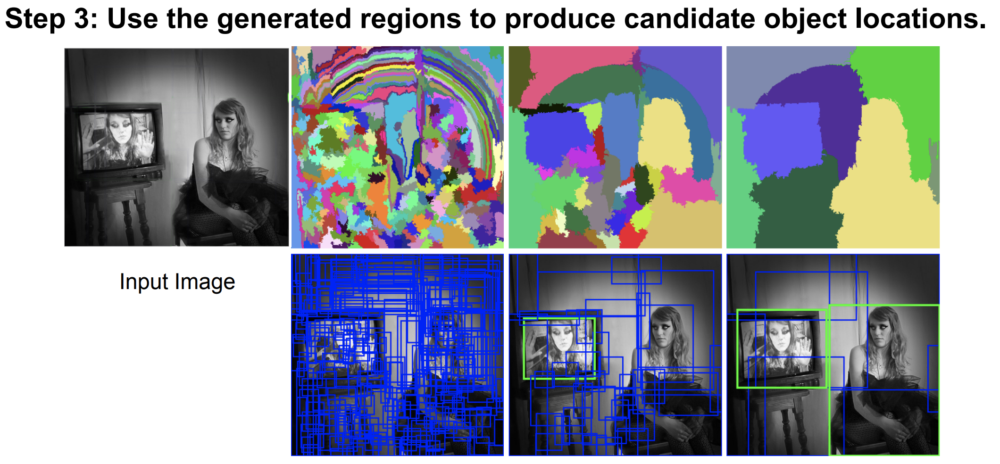 Step 3: Use the generated regions to produce candidate object locations.
Input Image